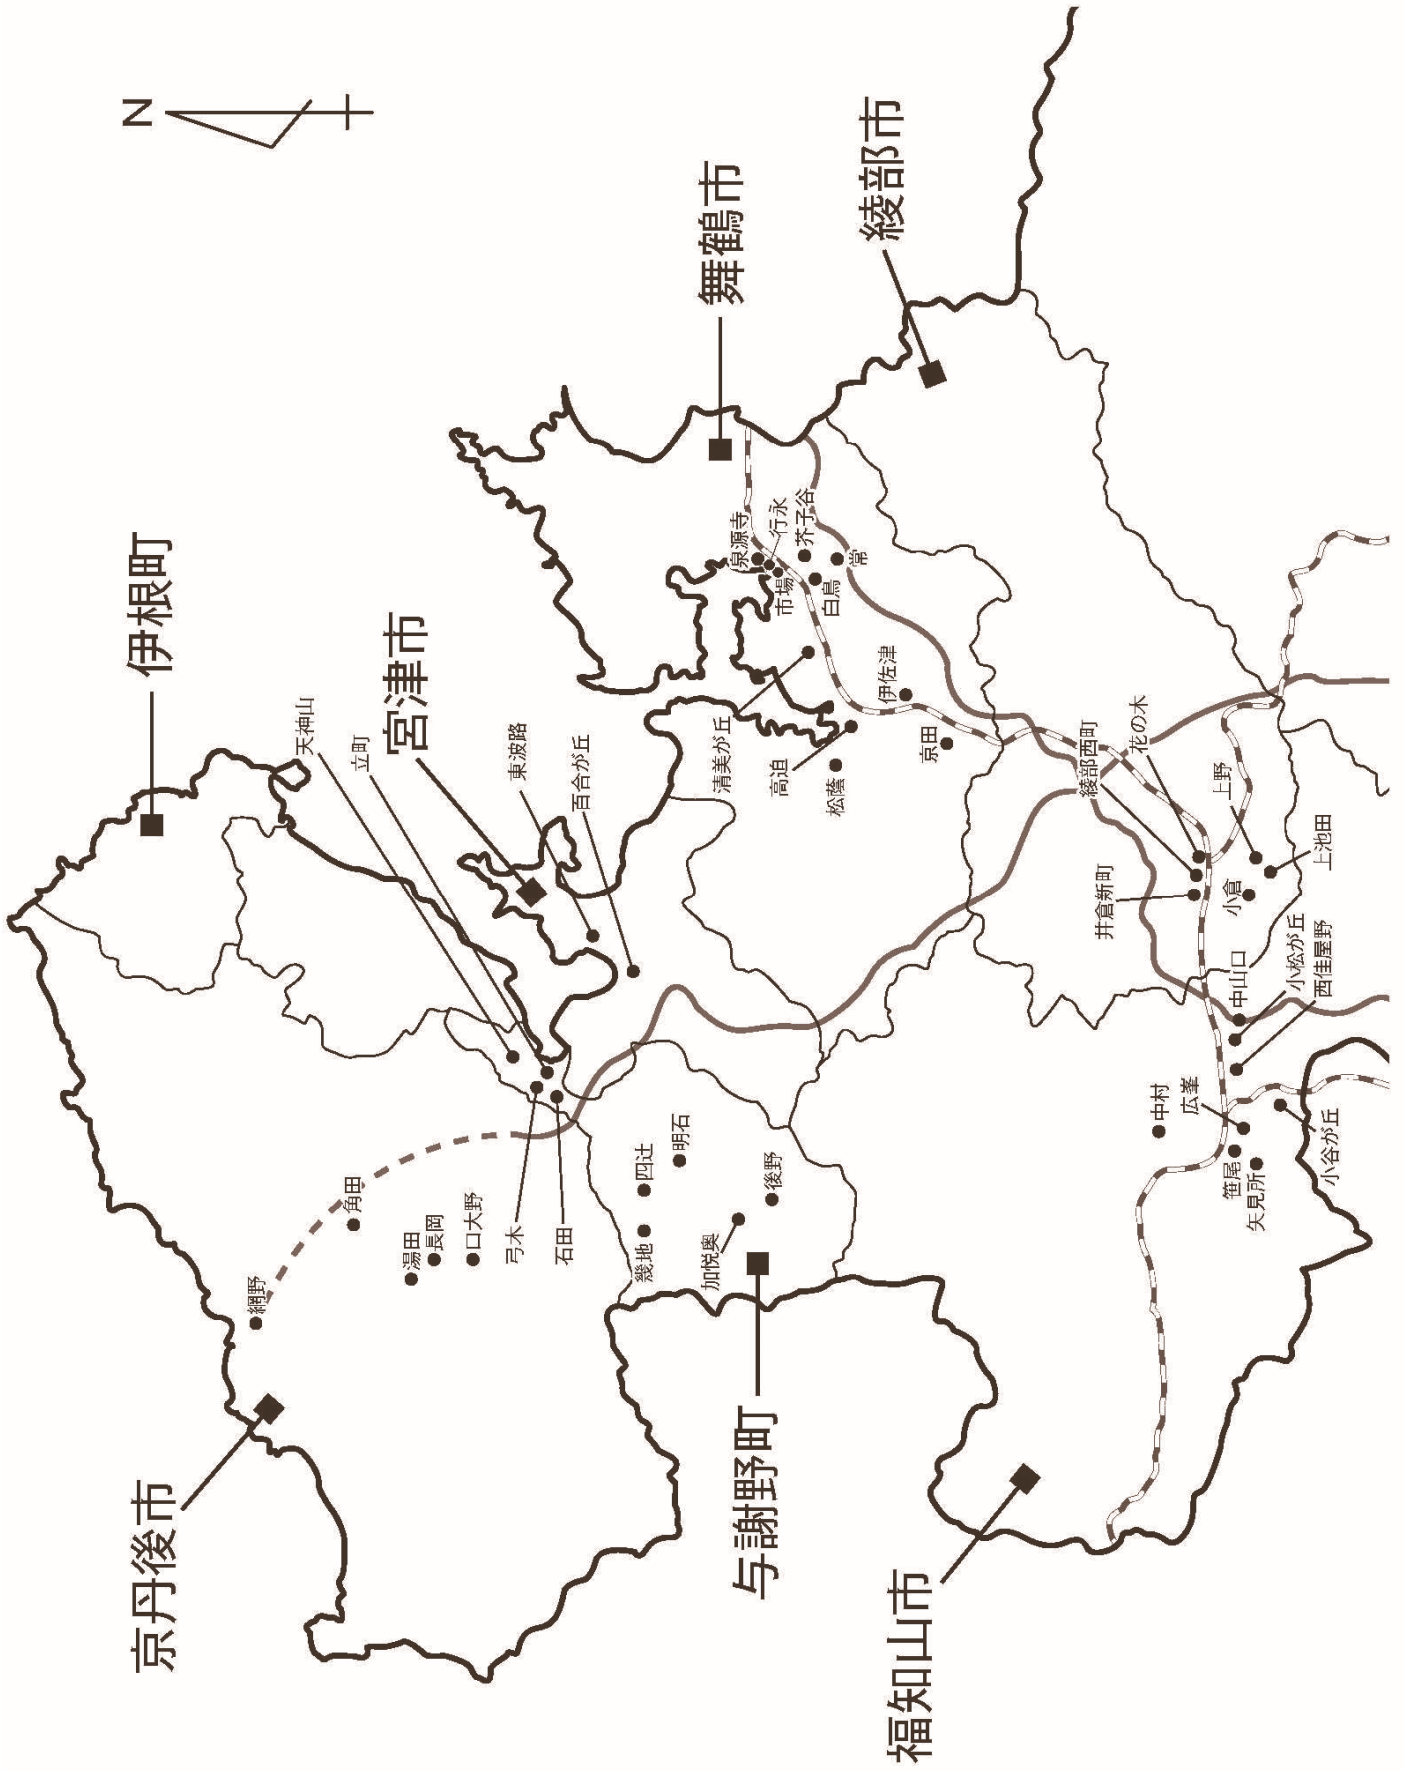 N
伊根町
京丹後市
宮津市
舞鶴市
綾部市
与謝野町
福知山市
網野
角田
湯田
長岡
口大野
弓木
石田
天神山
立町
東波路
百合が丘
幾地
四辻
明石
加悦奥
後野
泉源寺
行永
市場
芥子谷
白鳥
常
清美が丘
高迫
松蔭
伊佐津
京田
綾部西町
花の木
井倉新町
上野
小倉
上池田
中山口
小松が丘
西佳屋野
中村
広峯
笹尾
矢見所
小谷が丘